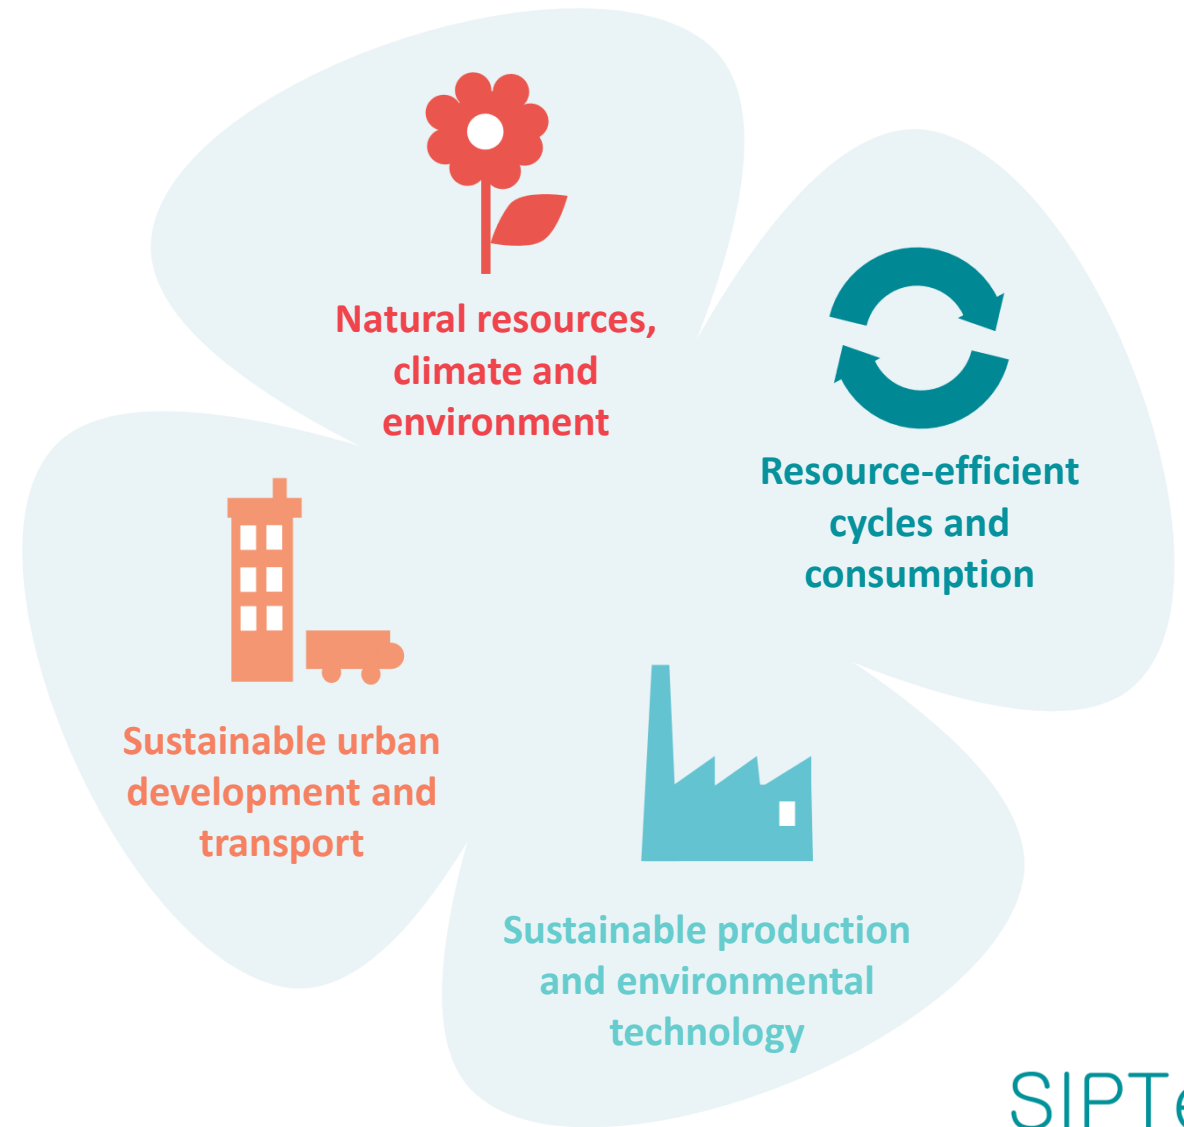 Natural resources,
climate and
environment
Resource-efficient
cycles and
consumption
Sustainable urban
development and
transport
Sustainable production
and environmental
technology
SIPTe